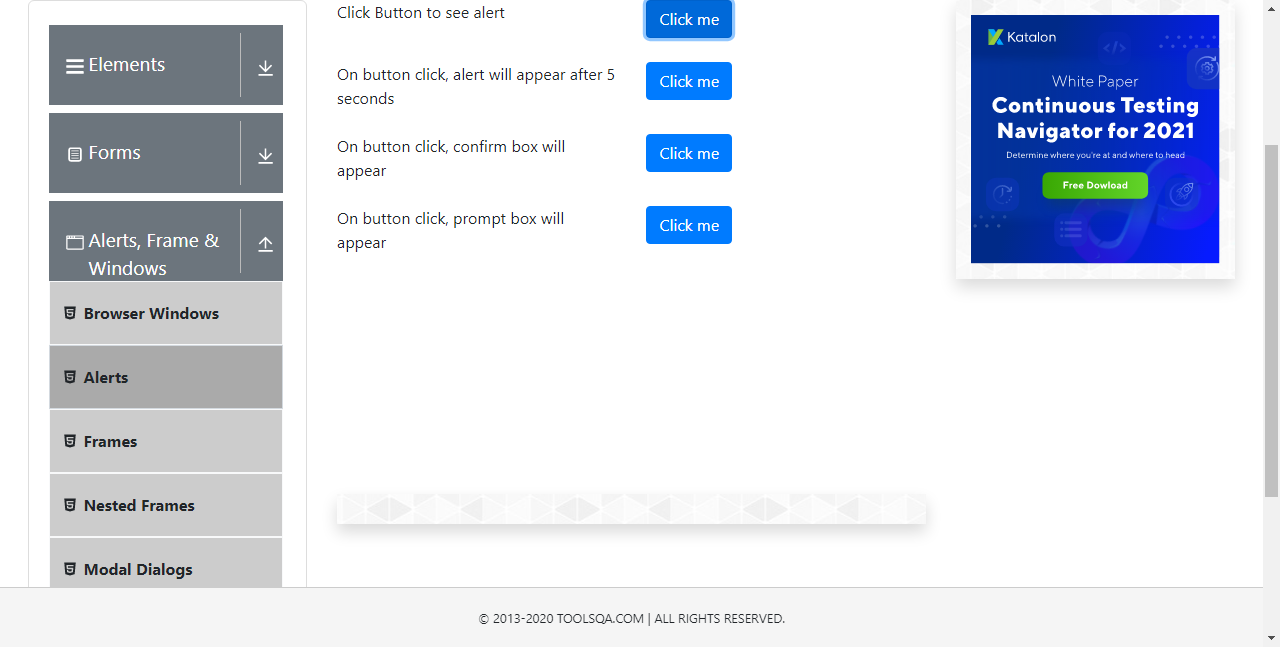 Elements
Forms
Alerts, Frame &
Windows
Browser Windows
Alerts
Frames
Nested Frames
Modal Dialogs
Click Button to see alert
Click me
On button click, alert will appear after 5
seconds
Click me
On button click, confirm box will
appear
Click me
On button click, prompt box will
appear
Click me
Katalon
White Paper
Continuous Testing
Navigator for 2021
Determine where you're at and where to head
Free Dowload
© 2013-2020 TOOLSQA.COM | ALL RIGHTS RESERVED.